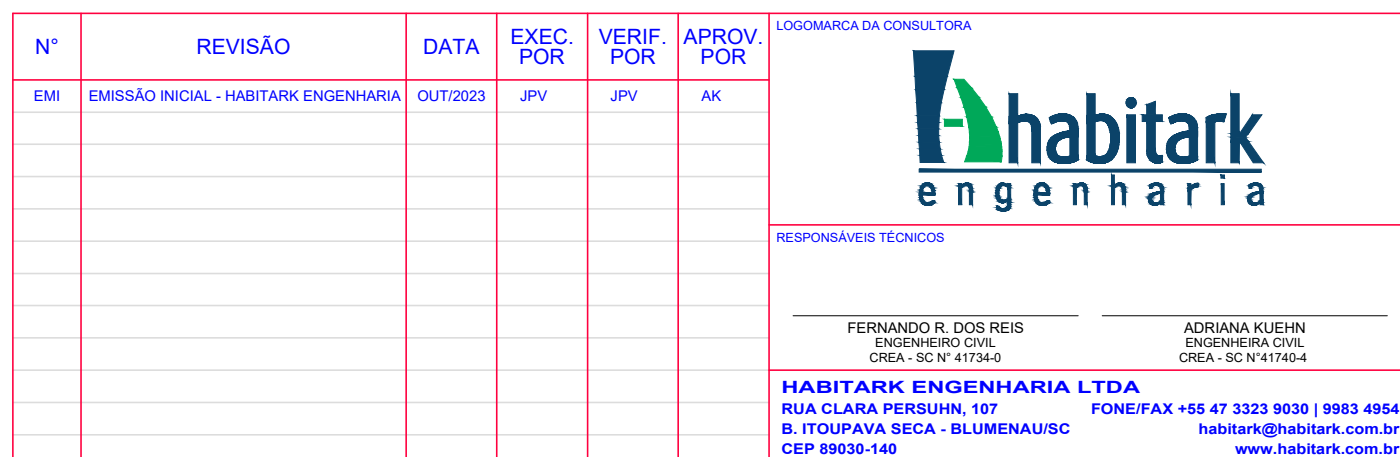 N° REVISÃO DATA EXEC. POR VERIF. POR APROV. POR
EMI EMISSÃO INICIAL - HABITARK ENGENHARIA OUT/2023 JPV JPV AK
LOGOMARCA DA CONSULTORA
habitark
engenharia
RESPONSÁVEIS TÉCNICOS
FERNANDO R. DOS REIS
ENGENHEIRO CIVIL
CREA - SC N° 41734-0
ADRIANA KUEHN
ENGENHEIRA CIVIL
CREA - SC N°41740-4
HABITARK ENGENHARIA LTDA
RUA CLARA PERSUHN, 107 FONE/FAX +55 47 3323 9030 | 9983 4954
B. ITOUPAVA SECA - BLUMENAU/SC habitark@habitark.com.br
CEP 89030-140 www.habitark.com.br